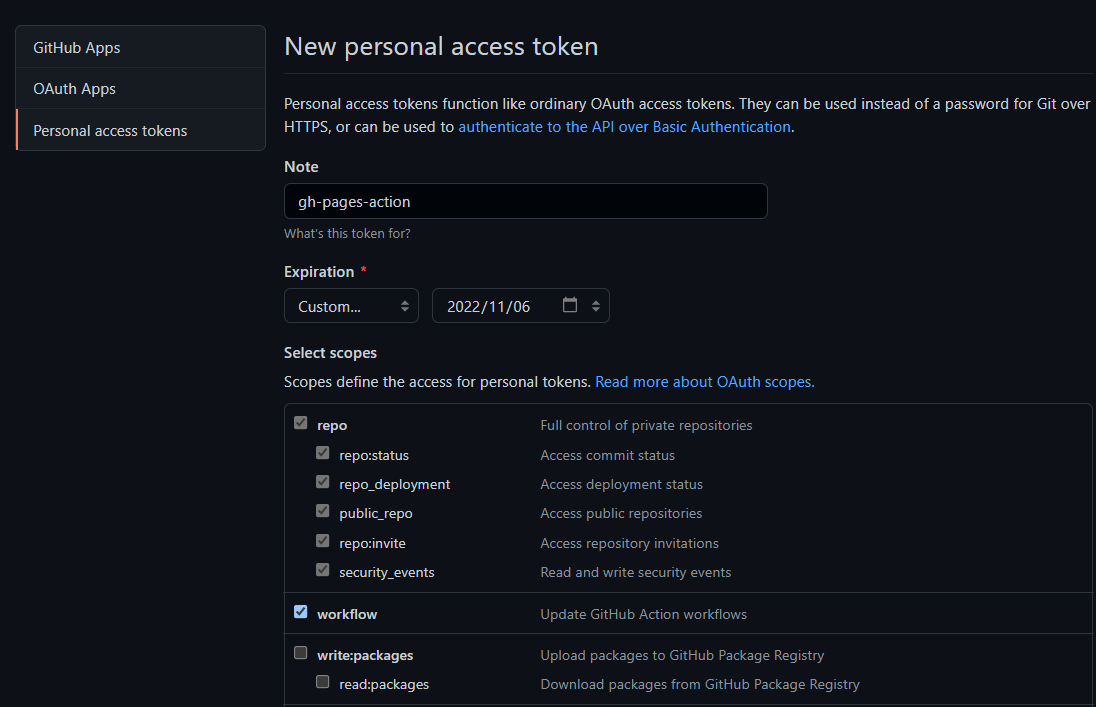 GitHub Apps
OAuth Apps
Personal access tokens
New personal access token
Personal access tokens function like ordinary OAuth access tokens. They can be used instead of a password for Git over
HTTPS, or can be used to authenticate to the API over Basic Authentication.
Note
gh-pages-action
What's this token for?
Expiration *
Custom... 2022/11/06
Select scopes
Scopes define the access for personal tokens. Read more about OAuth scopes.
repo Full control of private repositories
repo:status Access commit status
repo_deployment Access deployment status
public_repo Access public repositories
repo:invite Access repository invitations
security_events Read and write security events
workflow Update GitHub Action workflows
write:packages Upload packages to GitHub Package Registry
read:packages Download packages from GitHub Package Registry